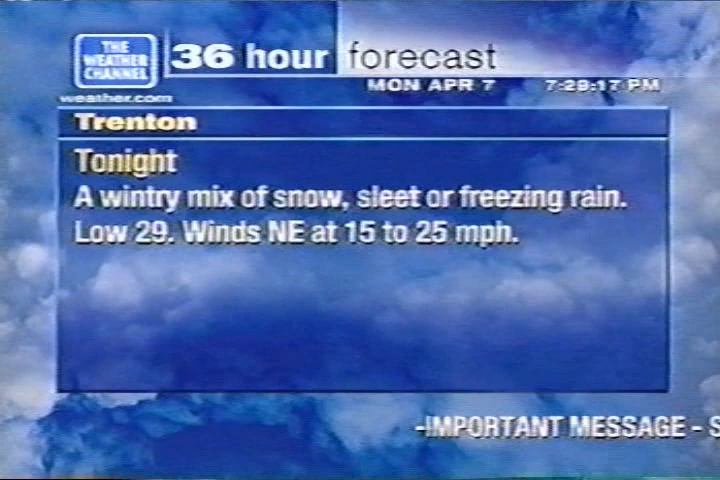 THE
WEATHER
CHANNEL
weather.com
36 hour forecast
MON APR 7 7:29:17 PM
Trenton
Tonight
A wintry mix of snow, sleet or freezing rain.
Low 29. Winds NE at 15 to 25 mph.
-IMPORTANT MESSAGE - S